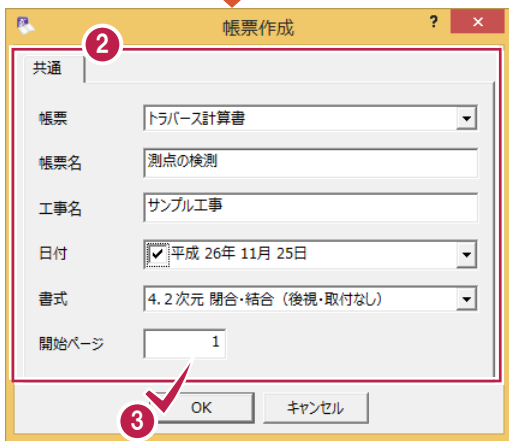 帳票作成
?
×
2
共通
帳票 トラバース計算書
帳票名 測点の検測
工事名 サンプル工事
日付 平成 26年 11月 25日
書式 4. 2次元 閉合・結合（後視・取付なし）
開始ページ 1
3
OK キャンセル